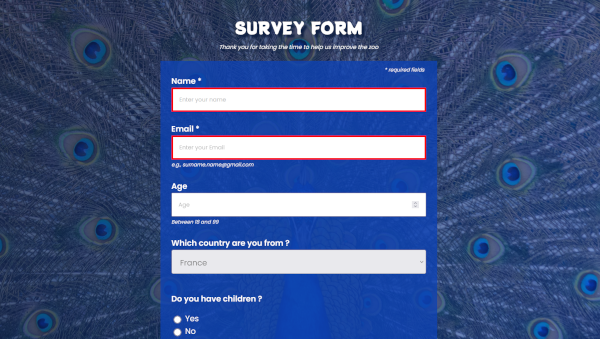 SURVEY FORM
Thank you for taking the time to help us improve the zoo
* required fields
Name *
Enter your name
Email *
Enter your Email
e.g., surname.name@gmail.com
Age
Age
Between 18 and 99
Which country are you from ?
France
Do you have children ?
Yes
No